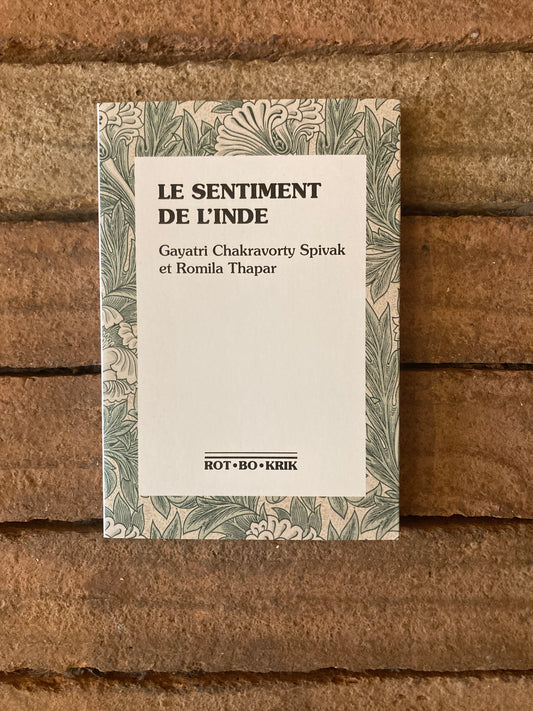 LE SENTIMENT
DE L'INDE
Gayatri Chakravorty Spivak
et Romila Thapar
ROT•BO•KRIK